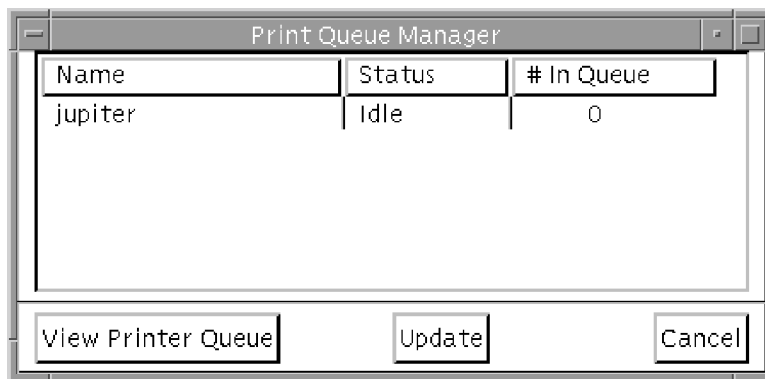 Print Queue Manager
Name Status # In Queue
jupiter Idle 0
View Printer Queue Update Cancel